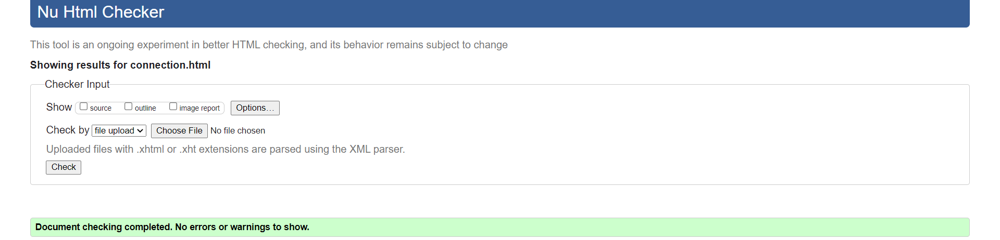 Nu Html Checker
This tool is an ongoing experiment in better HTML checking, and its behavior remains subject to change
Showing results for connection.html
Checker Input
Show source outline image report Options...
Check by file upload Choose File No file chosen
Uploaded files with .xhtml or .xht extensions are parsed using the XML parser.
Check
Document checking completed. No errors or warnings to show.